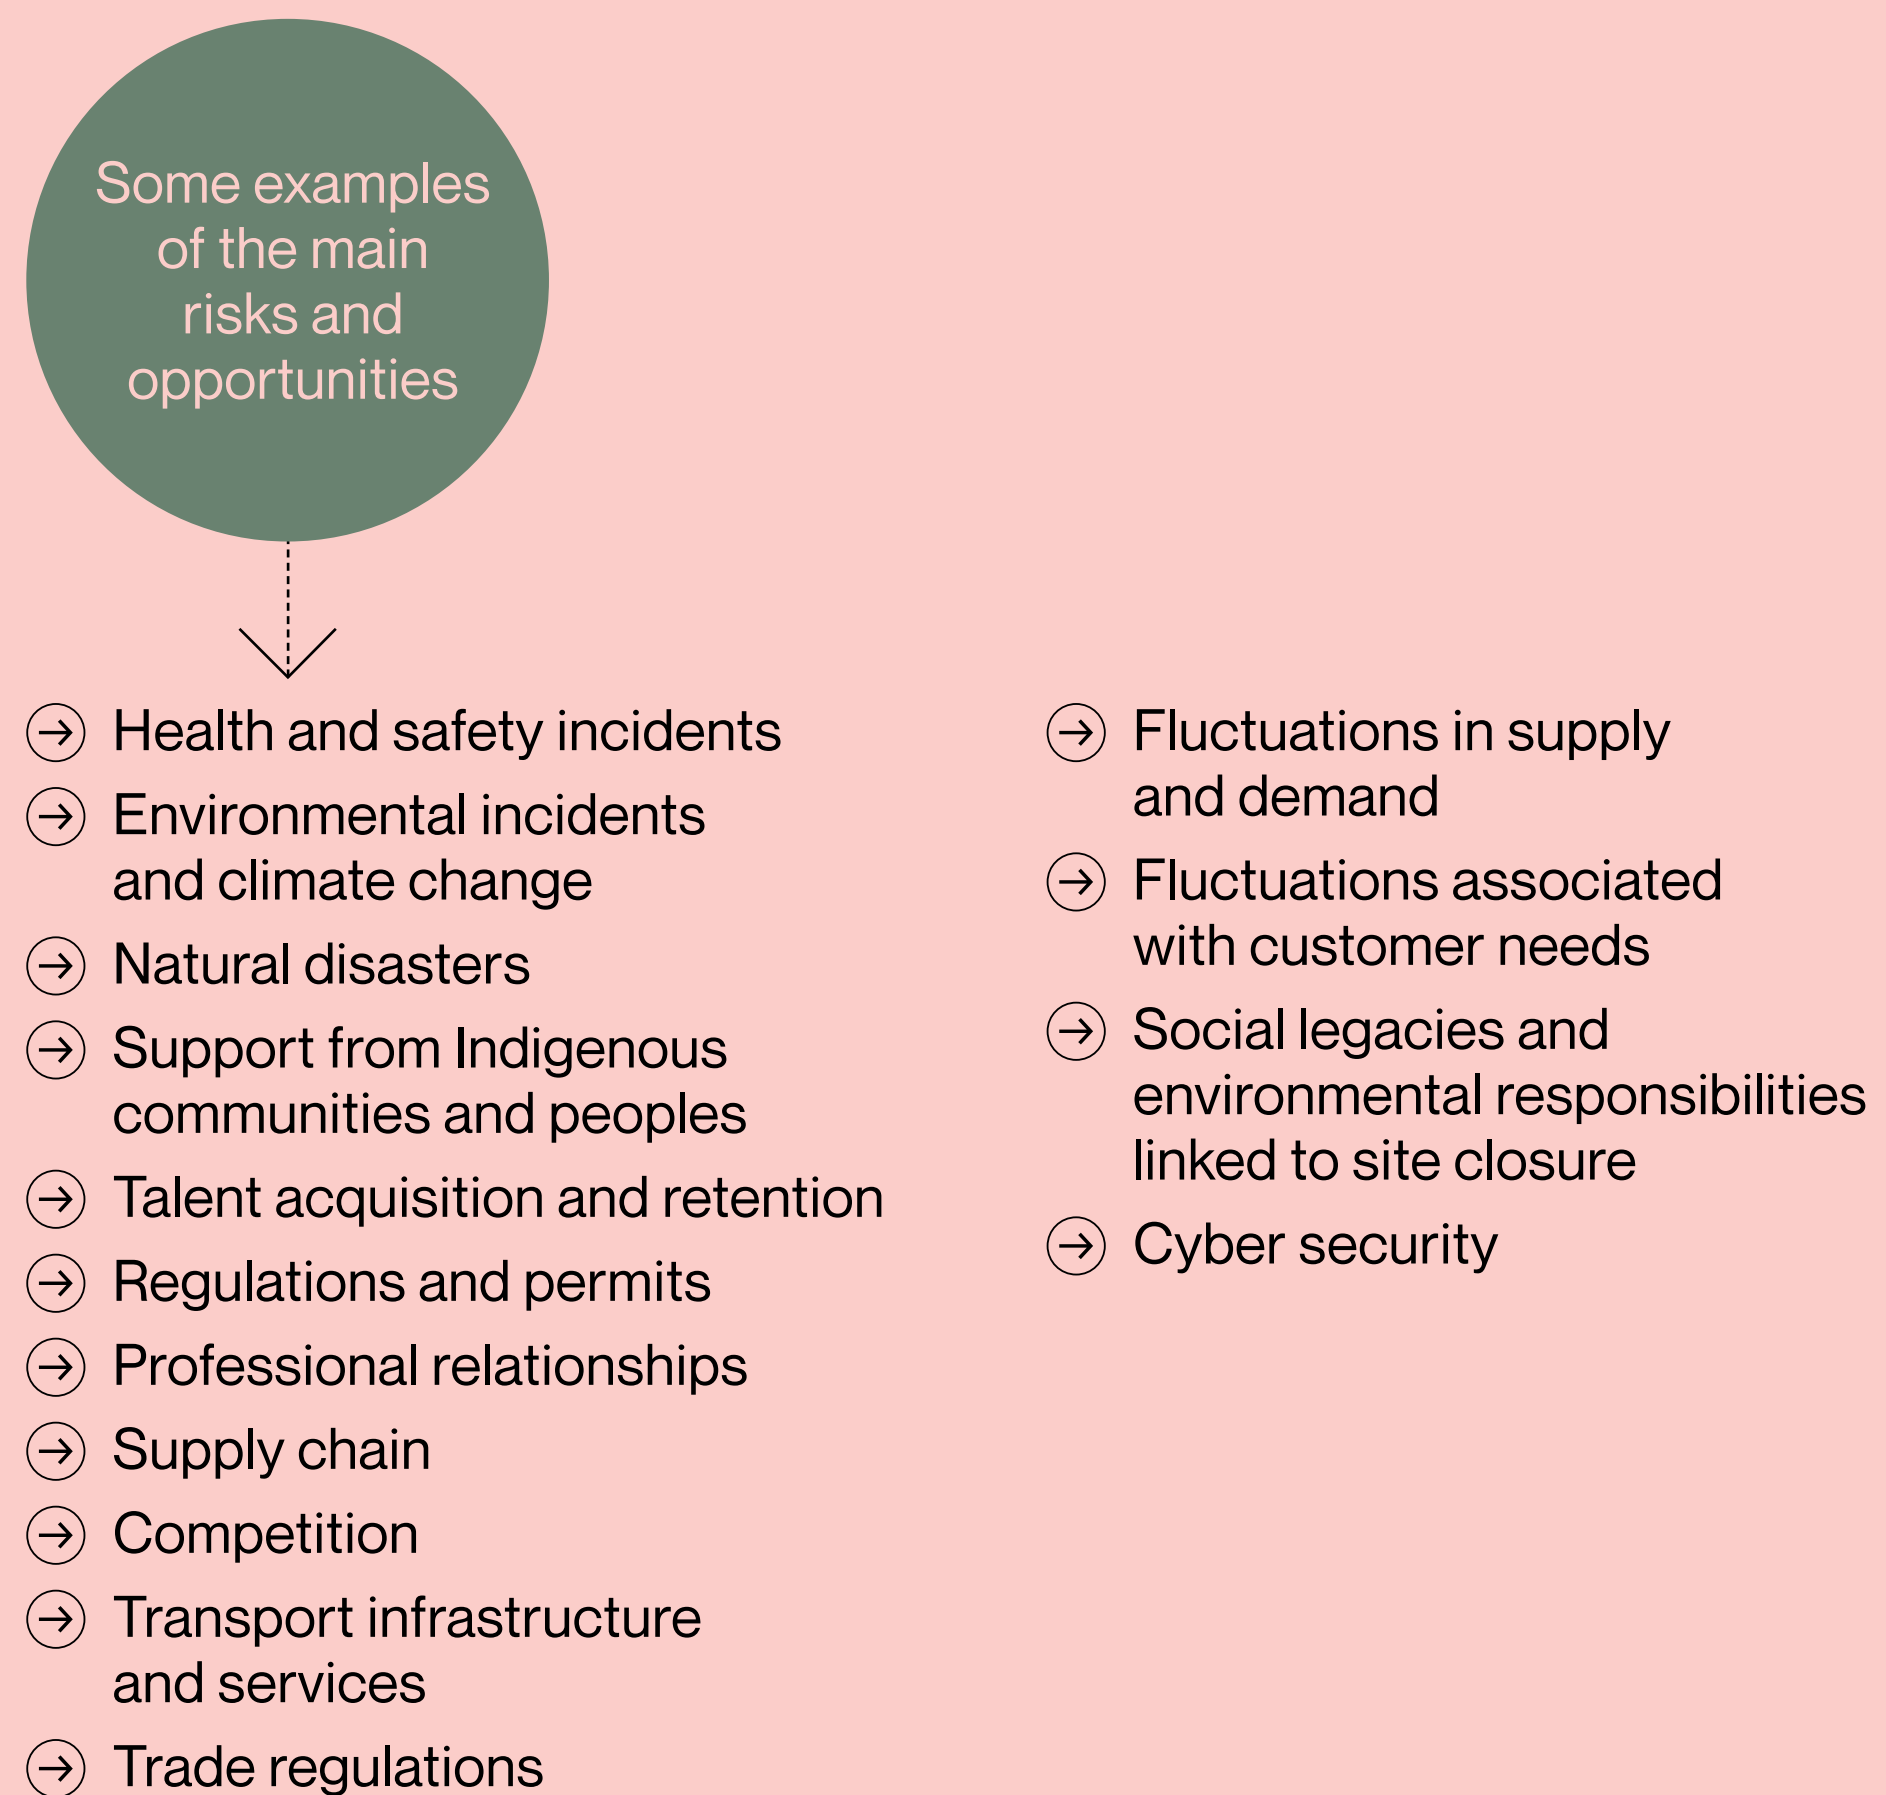 Some examples
of the main
risks and
opportunities
Health and safety incidents
Environmental incidents
and climate change
Natural disasters
Support from Indigenous
communities and peoples
Talent acquisition and retention
Regulations and permits
Professional relationships
Supply chain
Competition
Transport infrastructure
and services
Trade regulations
Fluctuations in supply
and demand
Fluctuations associated
with customer needs
Social legacies and
environmental responsibilities
linked to site closure
Cyber security